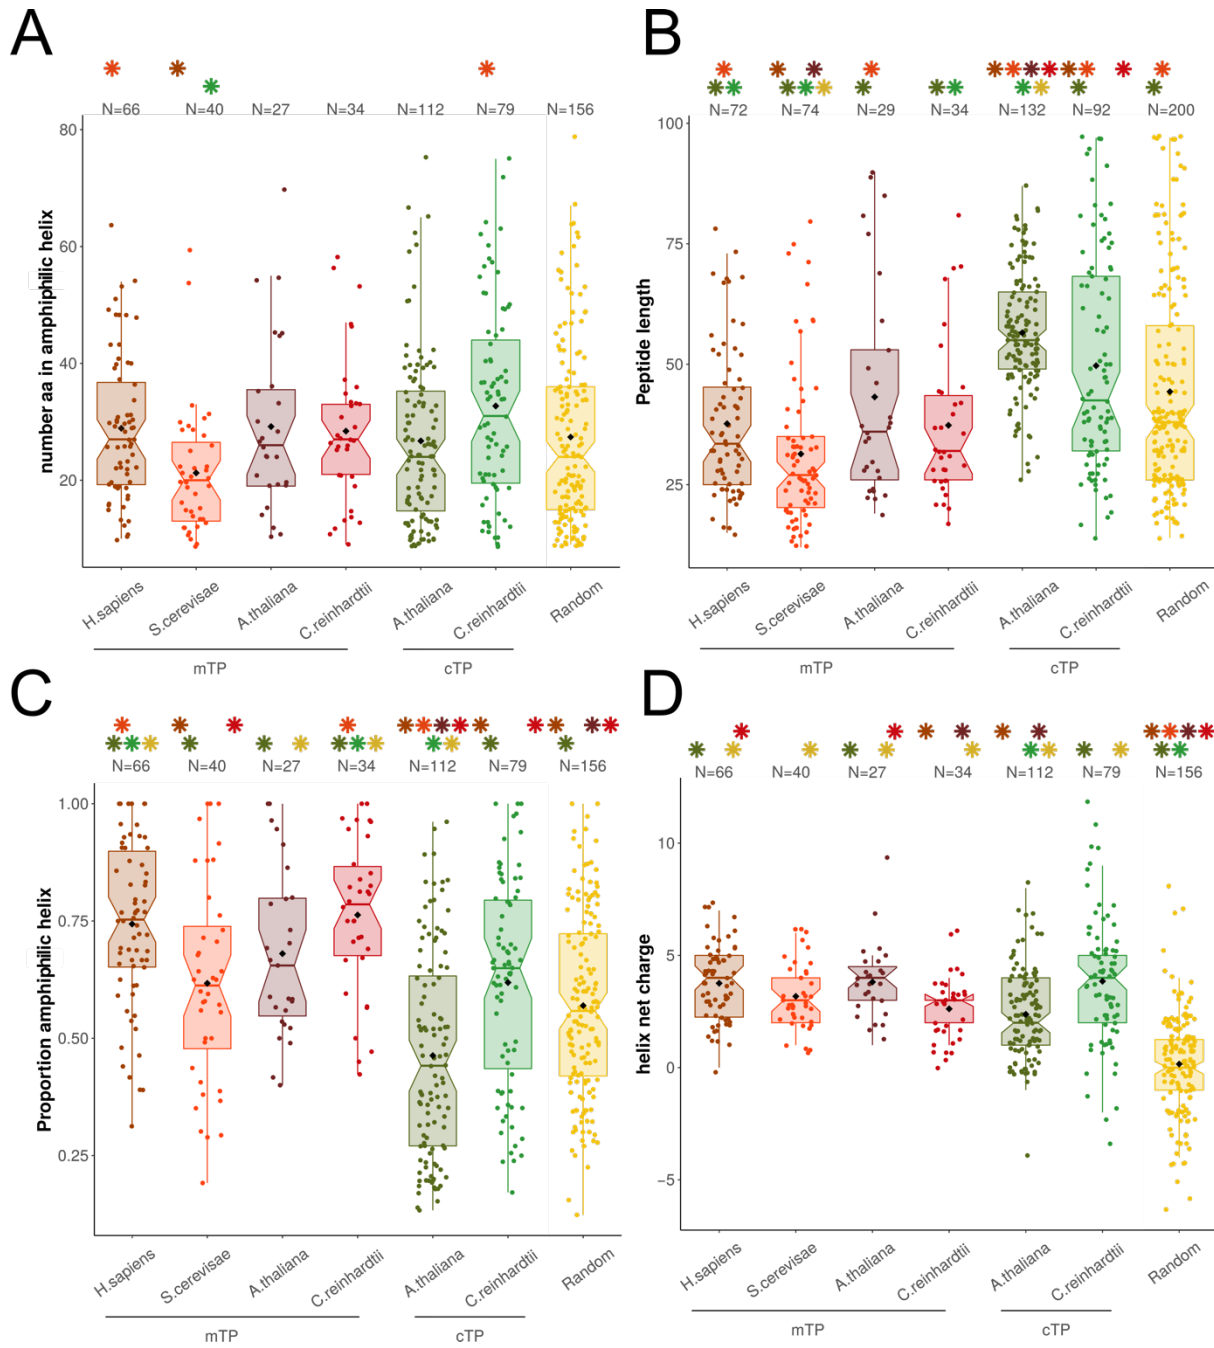 A
N=66 N=40 N=27 N=34 N=112 N=79 N=156
number aa in amphiphilic helix
80
60
40
20
H.sapiens S.cerevisae A.thaliana C.reinhardtii A.thaliana C.reinhardtii Random
mTP cTP
B
N=72 N=74 N=29 N=34 N=132 N=92 N=200
Peptide length
100
75
50
25
H.sapiens S.cerevisae A.thaliana C.reinhardtii A.thaliana C.reinhardtii Random
mTP cTP
C
N=66 N=40 N=27 N=34 N=112 N=79 N=156
Proportion amphiphilic helix
1.00
0.75
0.50
0.25
H.sapiens S.cerevisae A.thaliana C.reinhardtii A.thaliana C.reinhardtii Random
mTP cTP
D
N=66 N=40 N=27 N=34 N=112 N=79 N=156
helix net charge
10
5
0
−5
H.sapiens S.cerevisae A.thaliana C.reinhardtii A.thaliana C.reinhardtii Random
mTP cTP